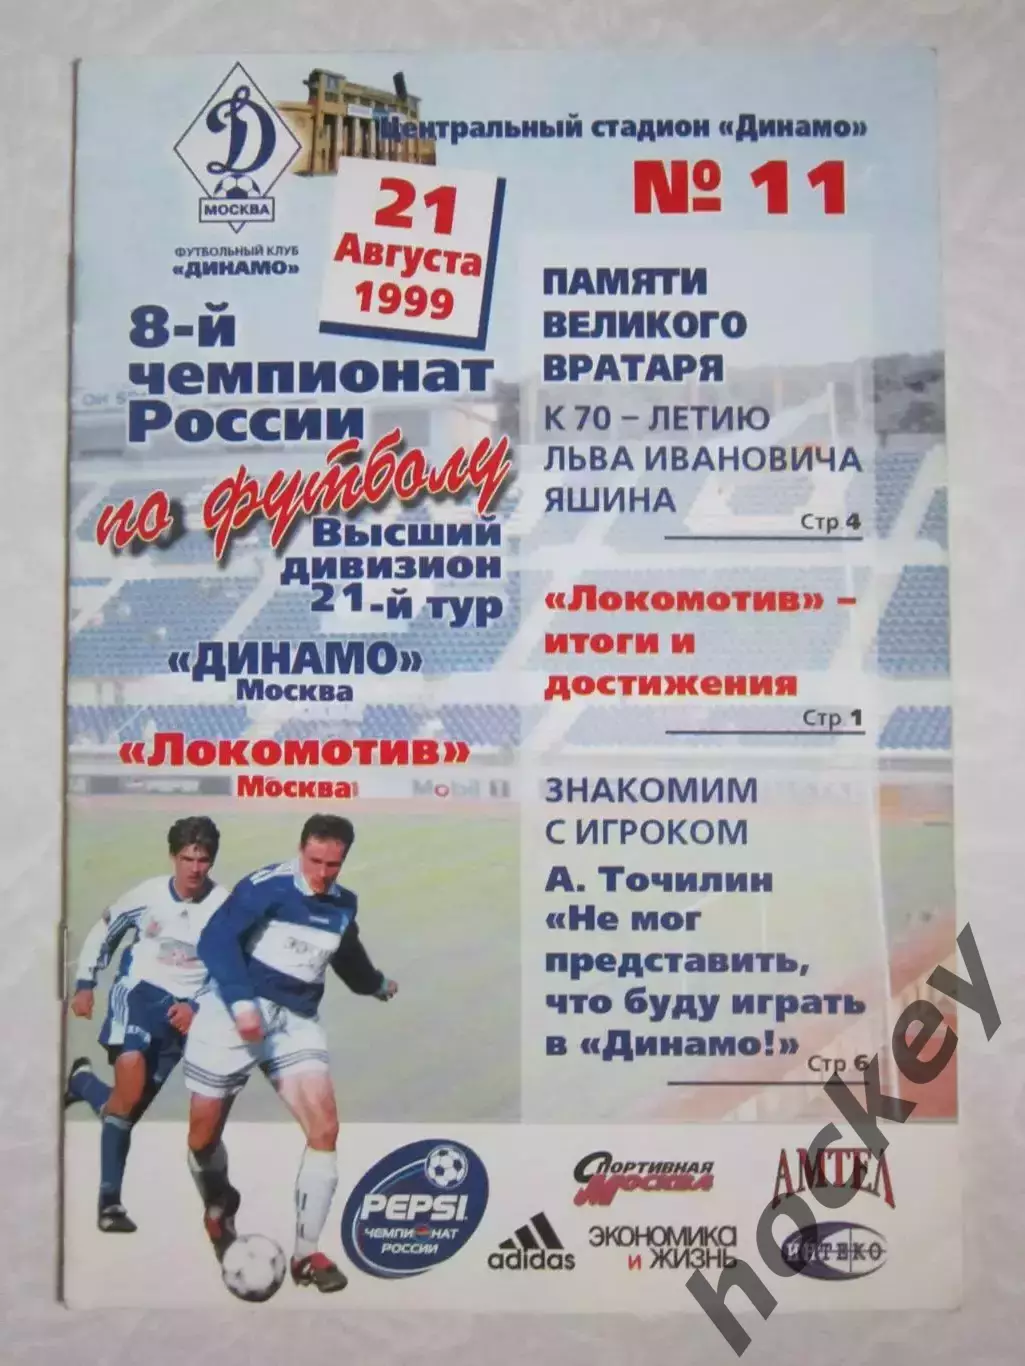 Центральный стадион «Динамо»
№ 11
МОСКВА
ФУТБОЛЬНЫЙ КЛУБ
«ДИНАМО»
21
Августа
1999
8-й
чемпионат
России
по футболу
Высший
дивизион
21-й тур
«ДИНАМО»
Москва
«Локомотив»
Москва
ПАМЯТИ
ВЕЛИКОГО
ВРАТАРЯ
К 70 – ЛЕТИЮ
ЛЬВА ИВАНОВИЧА
ЯШИНА
Стр.4
«Локомотив» –
итоги и
достижения
Стр.1
ЗНАКОМИМ
С ИГРОКОМ
А. Точилин
«Не мог
представить,
что буду играть
в «Динамо!»
Стр.6
Mobil 1
PEPSI
ЧЕМПИОНАТ
РОССИИ
adidas
СПОРТИВНАЯ
МОСКВА
ЭКОНОМИКА
И ЖИЗНЬ
АМТЕЛ
ИНТЕКО
hockey